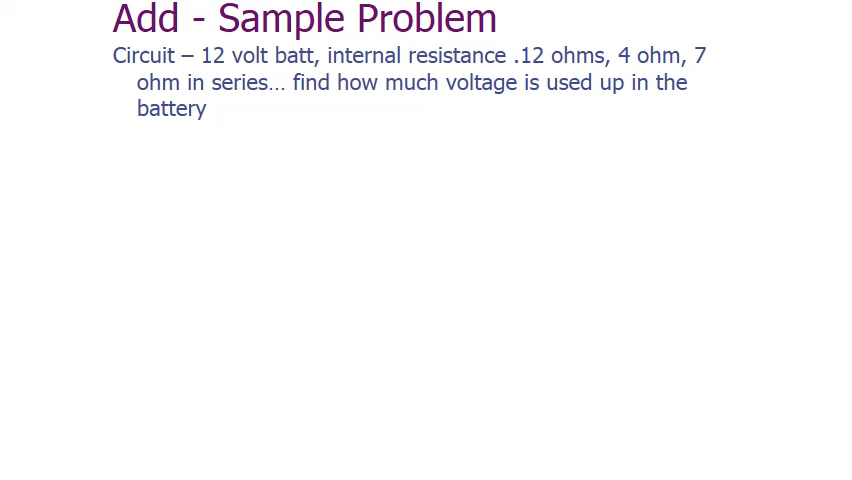 Add - Sample Problem
Circuit – 12 volt batt, internal resistance .12 ohms, 4 ohm, 7
ohm in series… find how much voltage is used up in the
battery